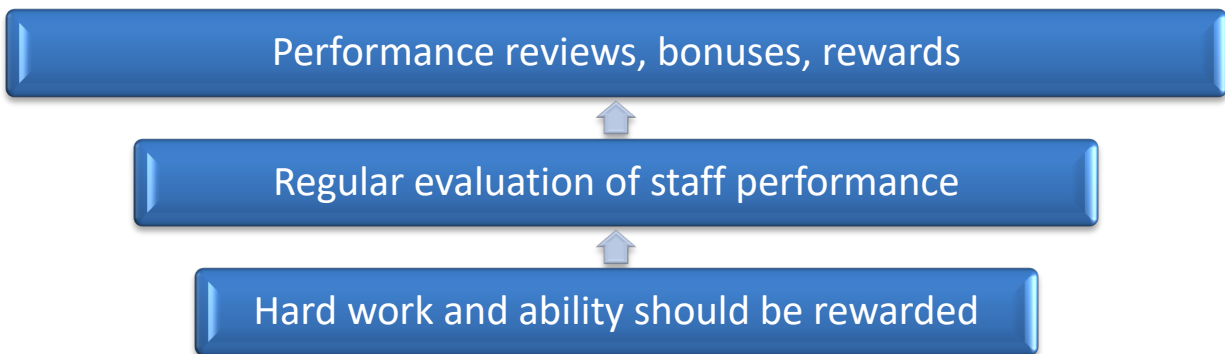 Performance reviews, bonuses, rewards
Regular evaluation of staff performance
Hard work and ability should be rewarded